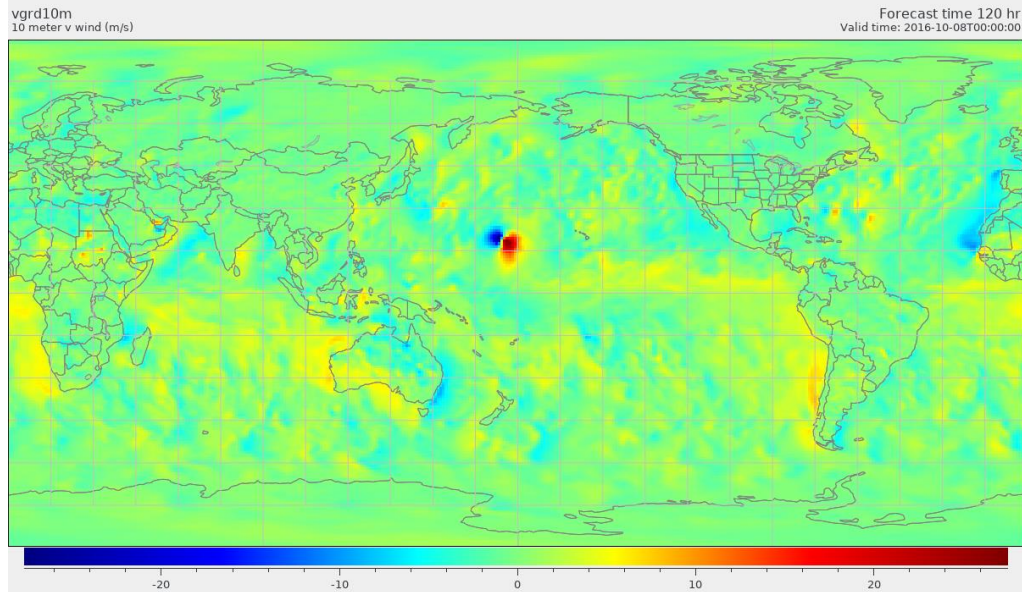 vgrd10m
10 meter v wind (m/s)
Forecast time 120 hr
Valid time: 2016-10-08T00:00:00
-20 -10 0 10 20